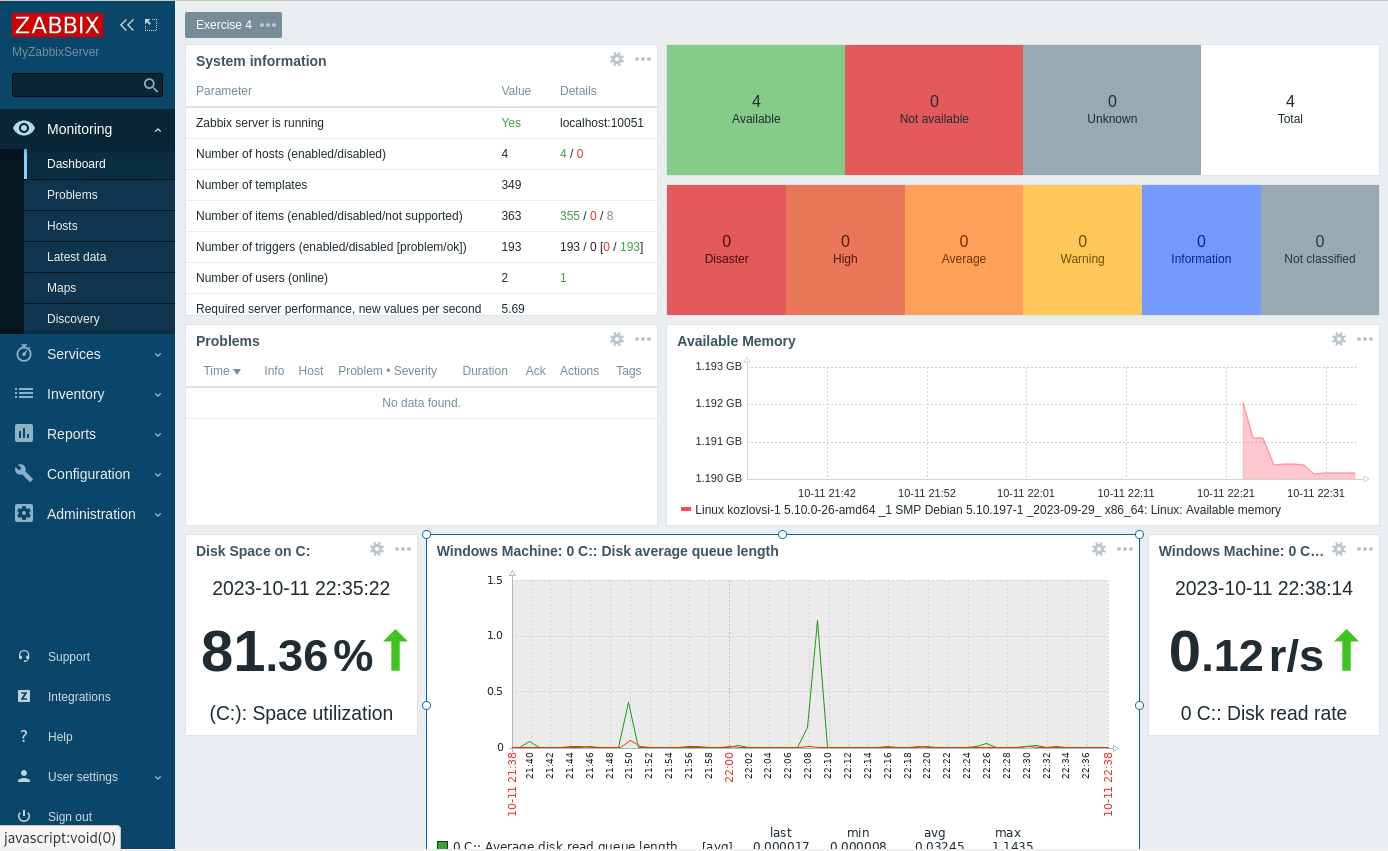 ZABBIX
MyZabbixServer
Monitoring
Dashboard
Problems
Hosts
Latest data
Maps
Discovery
Services
Inventory
Reports
Configuration
Administration
Support
Integrations
Help
User settings
Sign out
javascript:void(0)
Exercise 4
System information
Parameter Value Details
Zabbix server is running Yes localhost:10051
Number of hosts (enabled/disabled) 4 4 / 0
Number of templates 349
Number of items (enabled/disabled/not supported) 363 355 / 0 / 8
Number of triggers (enabled/disabled [problem/ok]) 193 193 / 0 [0 / 193]
Number of users (online) 2 1
Required server performance, new values per second 5.69
4 0 0 4
Available Not available Unknown Total
0 0 0 0 0 0
Disaster High Average Warning Information Not classified
Problems
Time Info Host Problem • Severity Duration Ack Actions Tags
No data found.
Available Memory
1.193 GB
1.192 GB
1.191 GB
1.190 GB
10-11 21:42 10-11 21:52 10-11 22:01 10-11 22:11 10-11 22:21 10-11 22:31
Linux kozlovsi-1 5.10.0-26-amd64 _1 SMP Debian 5.10.197-1 _2023-09-29_ x86_64: Linux: Available memory
Disk Space on C:
2023-10-11 22:35:22
81.36 %
(C:): Space utilization
Windows Machine: 0 C:: Disk average queue length
1.5
1.0
0.5
0
10-11 21:38 21:40 21:42 21:44 21:46 21:48 21:50 21:52 21:54 21:56 21:58 22:00 22:02 22:04 22:06 22:08 22:10 22:12 22:14 22:16 22:18 22:20 22:22 22:24 22:26 22:28 22:30 22:32 22:34 22:36 10-11 22:38
last min avg max
0 C:: Average disk read queue length [avg] 0.000017 0.000008 0.03245 1.1435
Windows Machine: 0 C...
2023-10-11 22:38:14
0.12 r/s
0 C:: Disk read rate